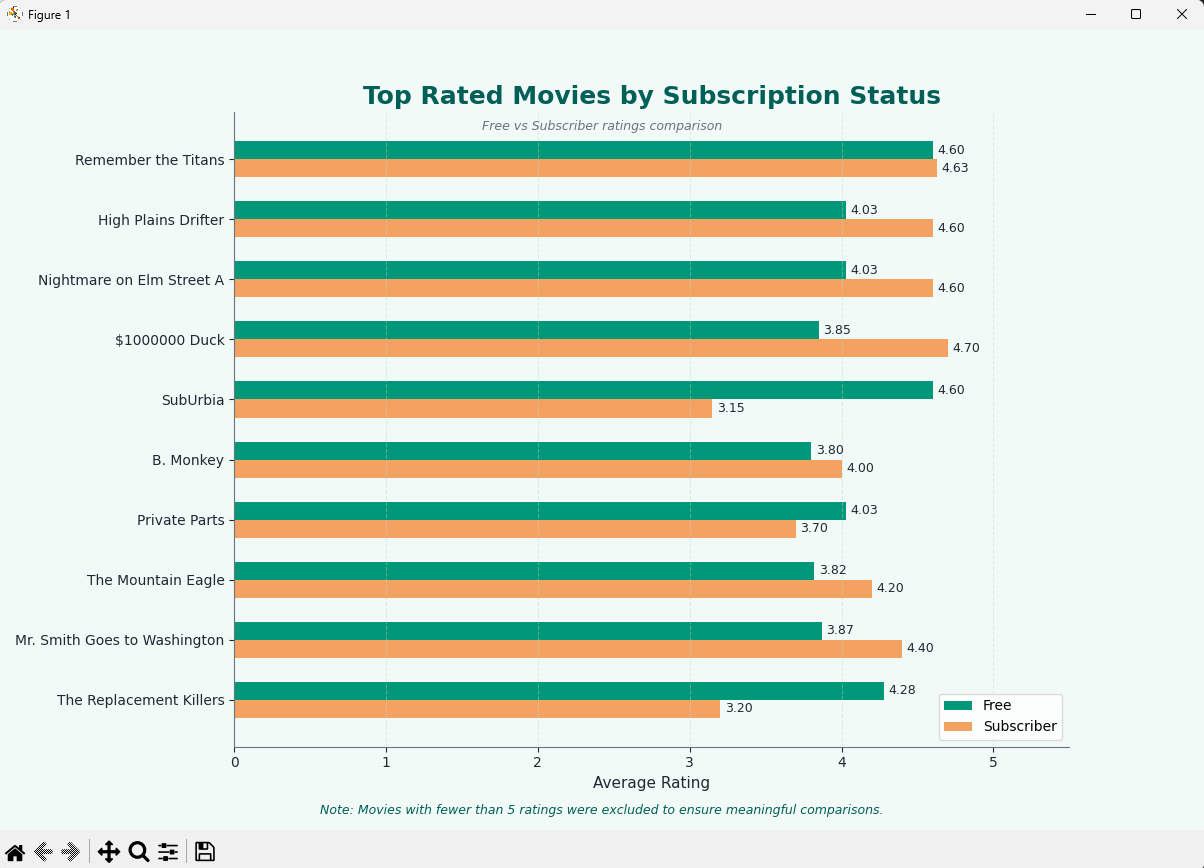 Figure 1
Top Rated Movies by Subscription Status
Free vs Subscriber ratings comparison
Remember the Titans
4.60
4.63
High Plains Drifter
4.03
4.60
Nightmare on Elm Street A
4.03
4.60
$1000000 Duck
3.85
4.70
SubUrbia
4.60
3.15
B. Monkey
3.80
4.00
Private Parts
4.03
3.70
The Mountain Eagle
3.82
4.20
Mr. Smith Goes to Washington
3.87
4.40
The Replacement Killers
4.28
3.20
Free
Subscriber
0 1 2 3 4 5
Average Rating
Note: Movies with fewer than 5 ratings were excluded to ensure meaningful comparisons.